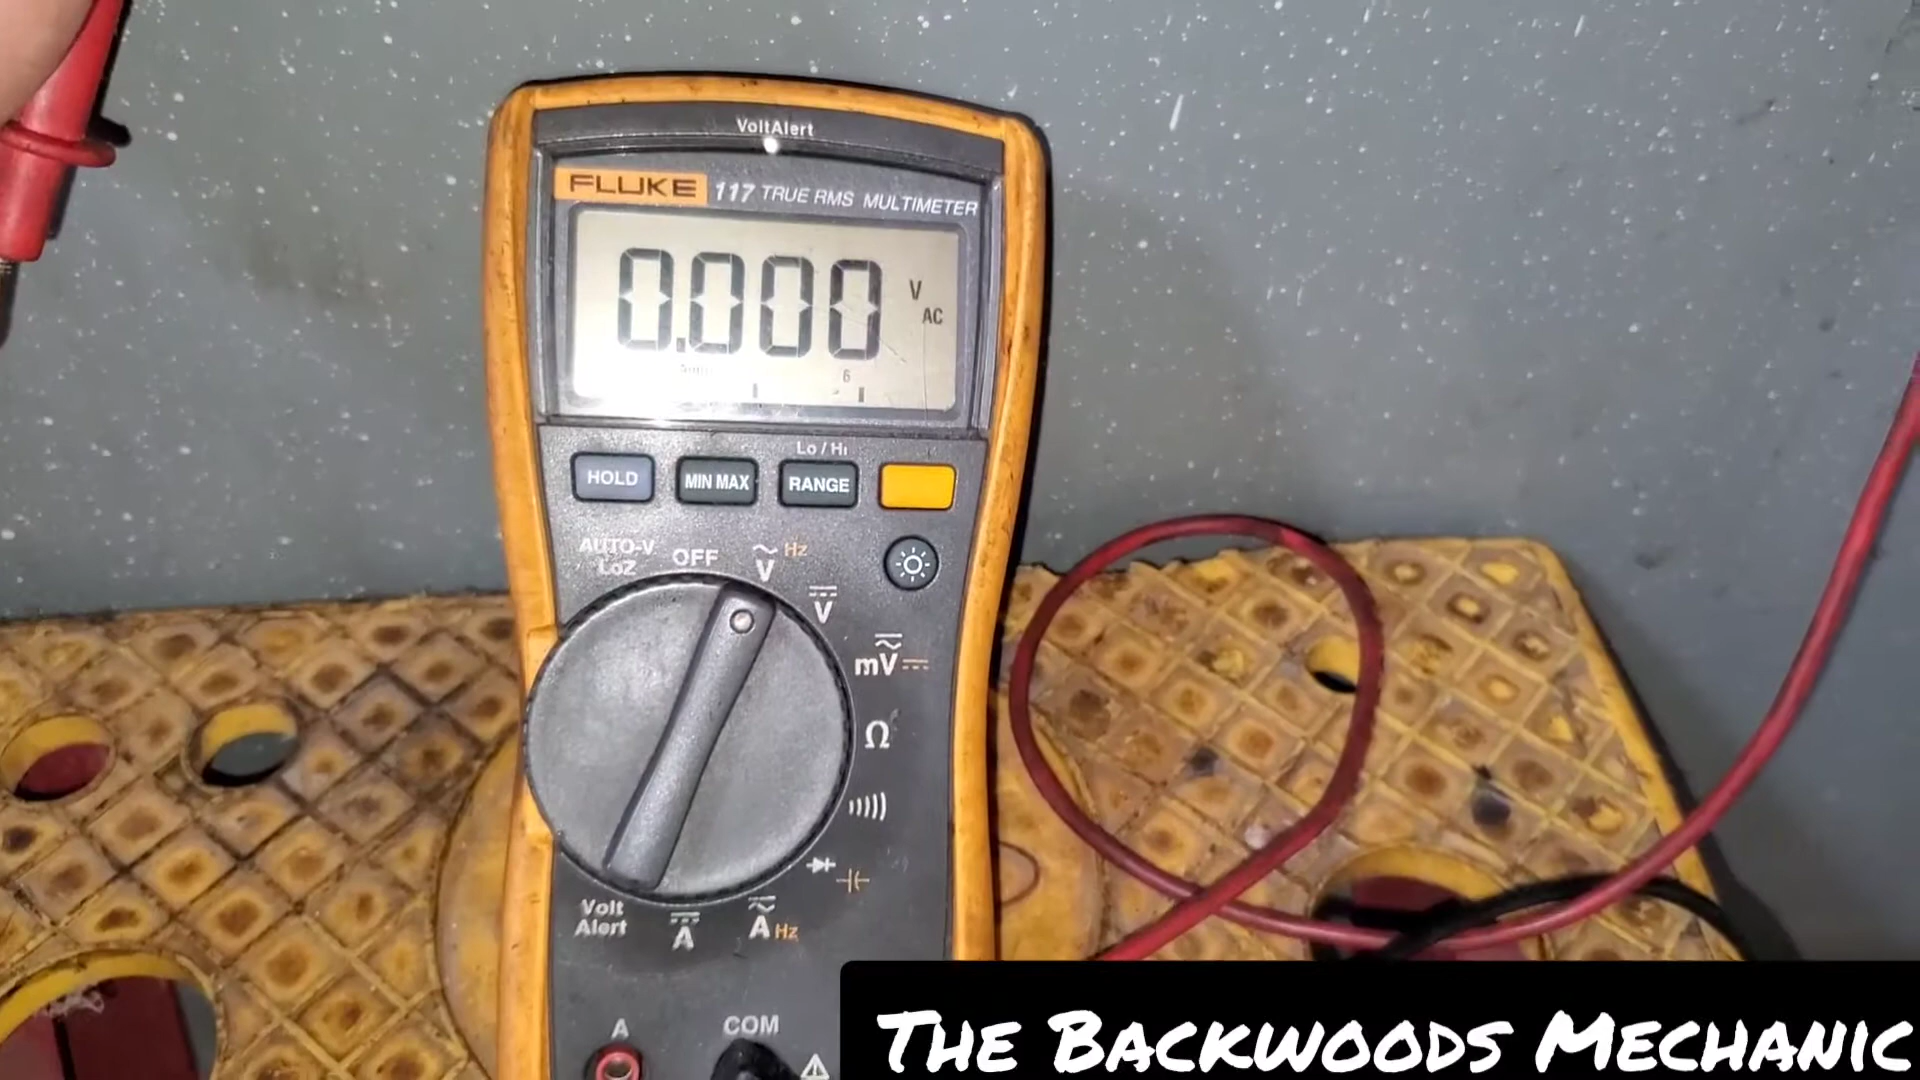 VoltAlert
FLUKE 117 TRUE RMS MULTIMETER
0.000 V AC
6
Lo / Hi
HOLD MIN MAX RANGE
AUTO-V LoZ
OFF
V Hz
V
mV
Ω
Volt Alert
A
A Hz
A COM
THE BACKWOODS MECHANIC